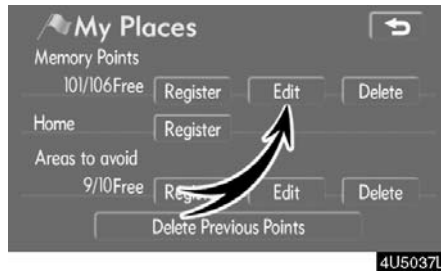 My Places
Memory Points
101/106Free Register Edit Delete
Home Register
Areas to avoid
9/10Free Edit Delete
Delete Previous Points
4U5037L